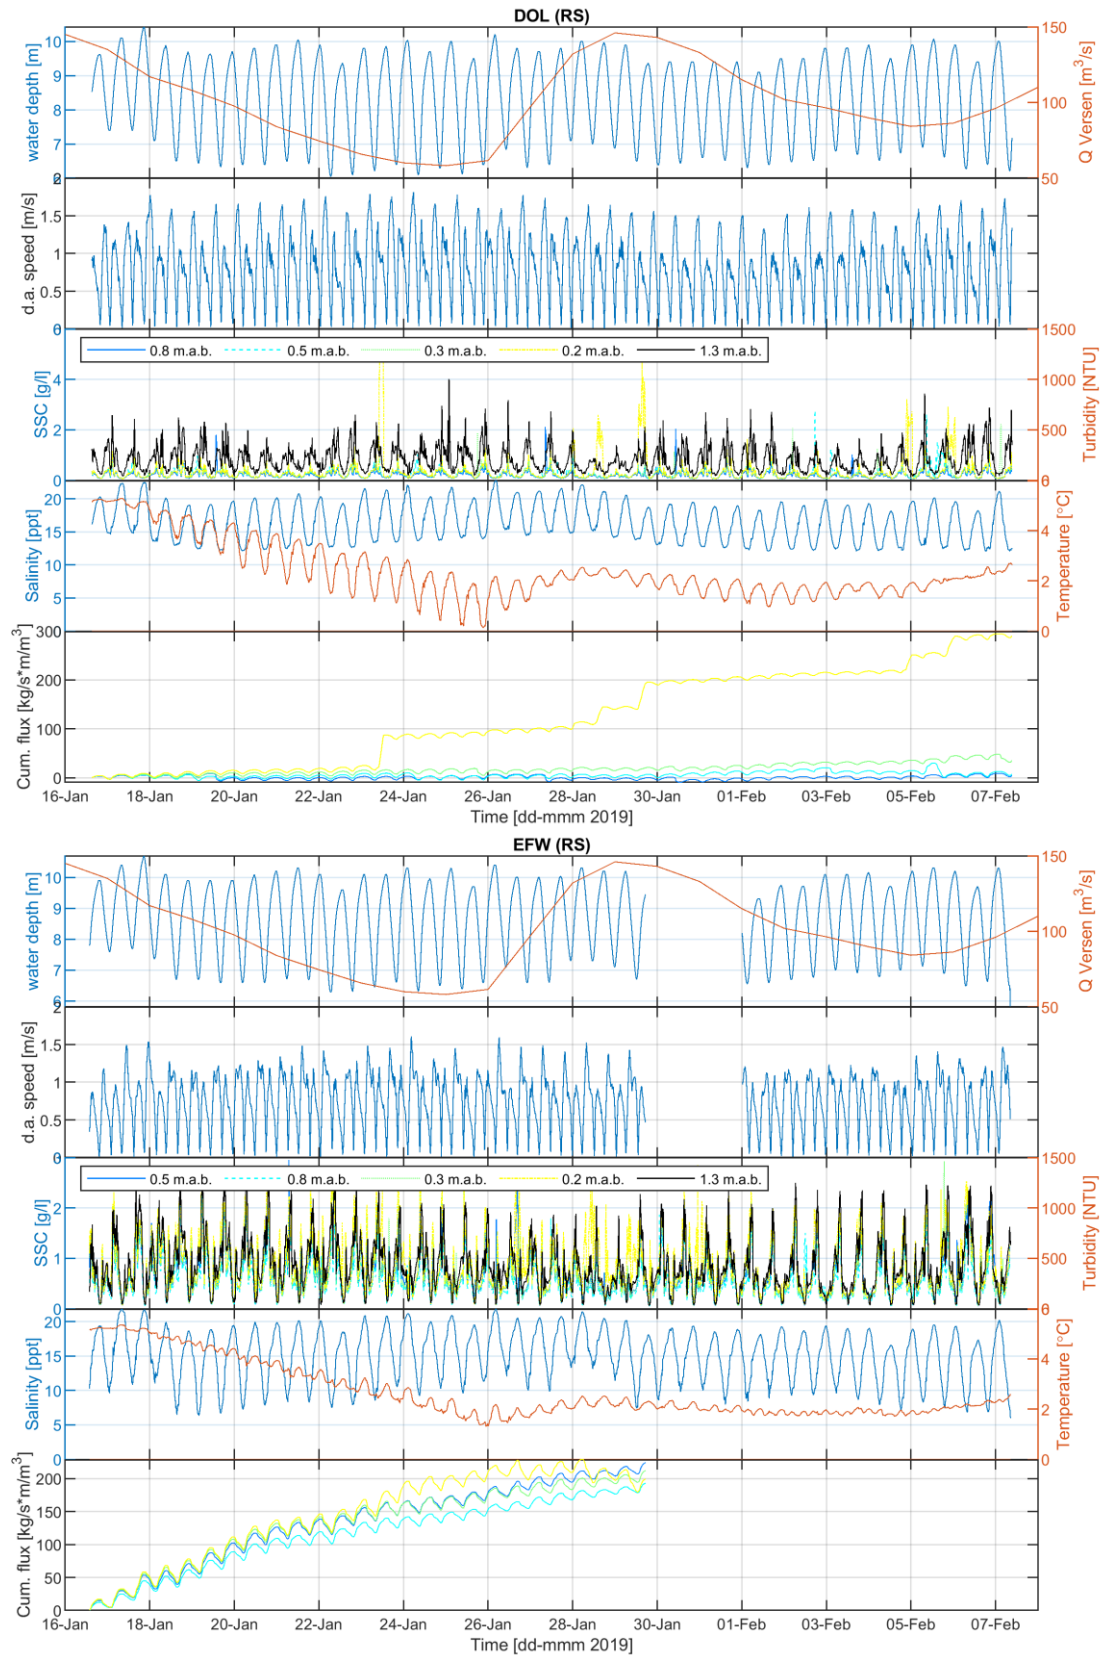 DOL (RS)
water depth [m]
10
9
8
7
6
150
100
50
Q Versen [m³/s]
d.a. speed [m/s]
2
1.5
1
0.5
0
0.8 m.a.b. 0.5 m.a.b. 0.3 m.a.b. 0.2 m.a.b. 1.3 m.a.b.
SSC [g/l]
4
2
0
1500
1000
500
0
Turbidity [NTU]
Salinity [ppt]
20
15
10
5
4
2
0
Temperature [°C]
Cum. flux [kg/s*m/m³]
300
200
100
0
16-Jan 18-Jan 20-Jan 22-Jan 24-Jan 26-Jan 28-Jan 30-Jan 01-Feb 03-Feb 05-Feb 07-Feb
Time [dd-mmm 2019]
EFW (RS)
water depth [m]
10
9
8
7
6
150
100
50
Q Versen [m³/s]
d.a. speed [m/s]
2
1.5
1
0.5
0
0.5 m.a.b. 0.8 m.a.b. 0.3 m.a.b. 0.2 m.a.b. 1.3 m.a.b.
SSC [g/l]
2
1
0
1500
1000
500
Turbidity [NTU]
Salinity [ppt]
20
15
10
5
0
6
4
2
0
Temperature [°C]
Cum. flux [kg/s*m/m³]
200
150
100
50
0
16-Jan 18-Jan 20-Jan 22-Jan 24-Jan 26-Jan 28-Jan 30-Jan 01-Feb 03-Feb 05-Feb 07-Feb
Time [dd-mmm 2019]